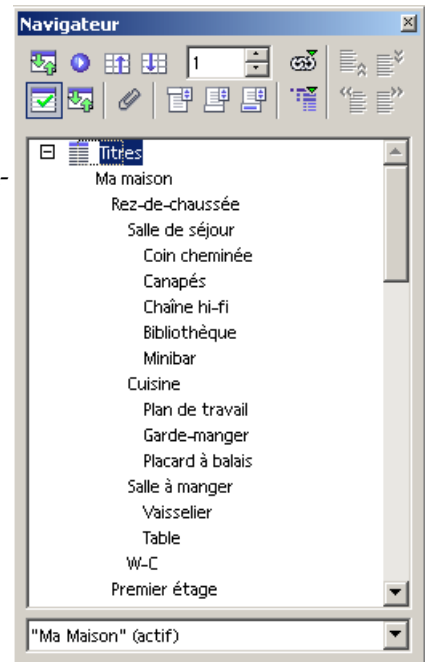 Navigateur
1
Titres
Ma maison
Rez-de-chaussée
Salle de séjour
Coin cheminée
Canapés
Chaîne hi-fi
Bibliothèque
Minibar
Cuisine
Plan de travail
Garde-manger
Placard à balais
Salle à manger
Vaisselier
Table
W-C
Premier étage
"Ma Maison" (actif)